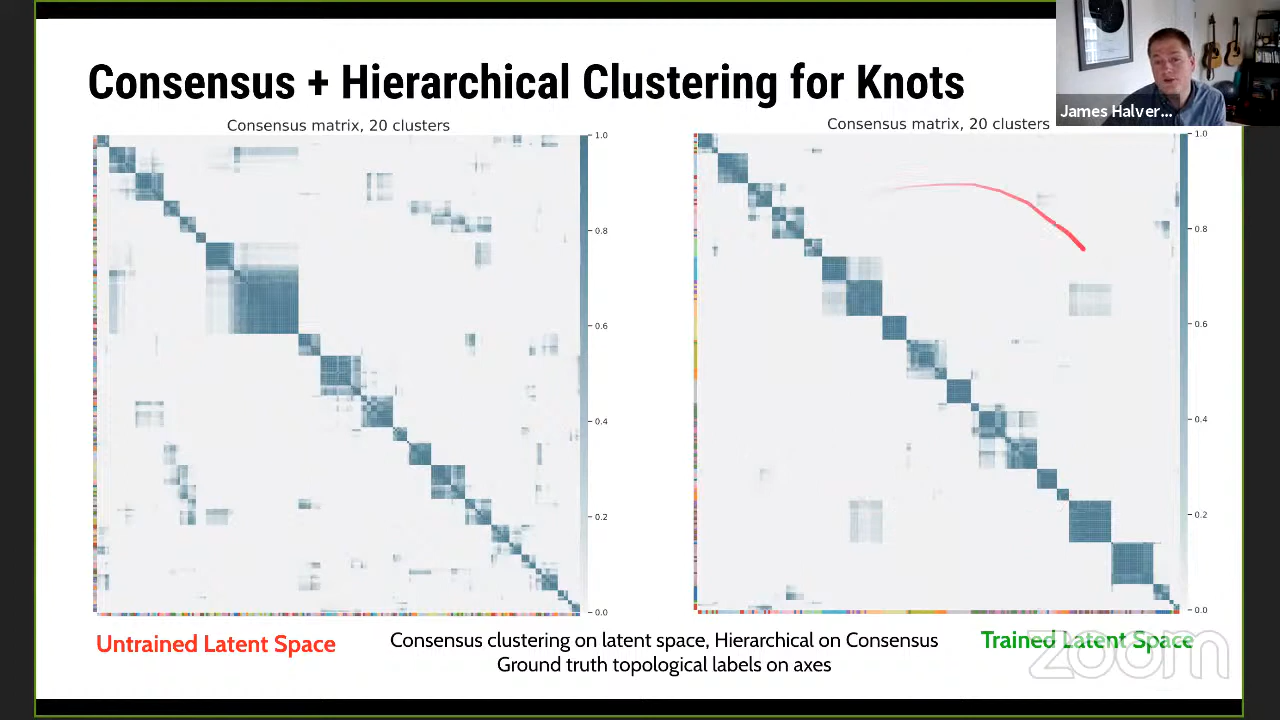 Consensus + Hierarchical Clustering for Knots
James Halver...
Consensus matrix, 20 clusters
1.0
0.8
0.6
0.4
0.2
0.0
Consensus matrix, 20 clusters
1.0
0.8
0.6
0.4
0.2
0.0
Untrained Latent Space
Consensus clustering on latent space, Hierarchical on Consensus
Ground truth topological labels on axes
Trained Latent Space
zoom